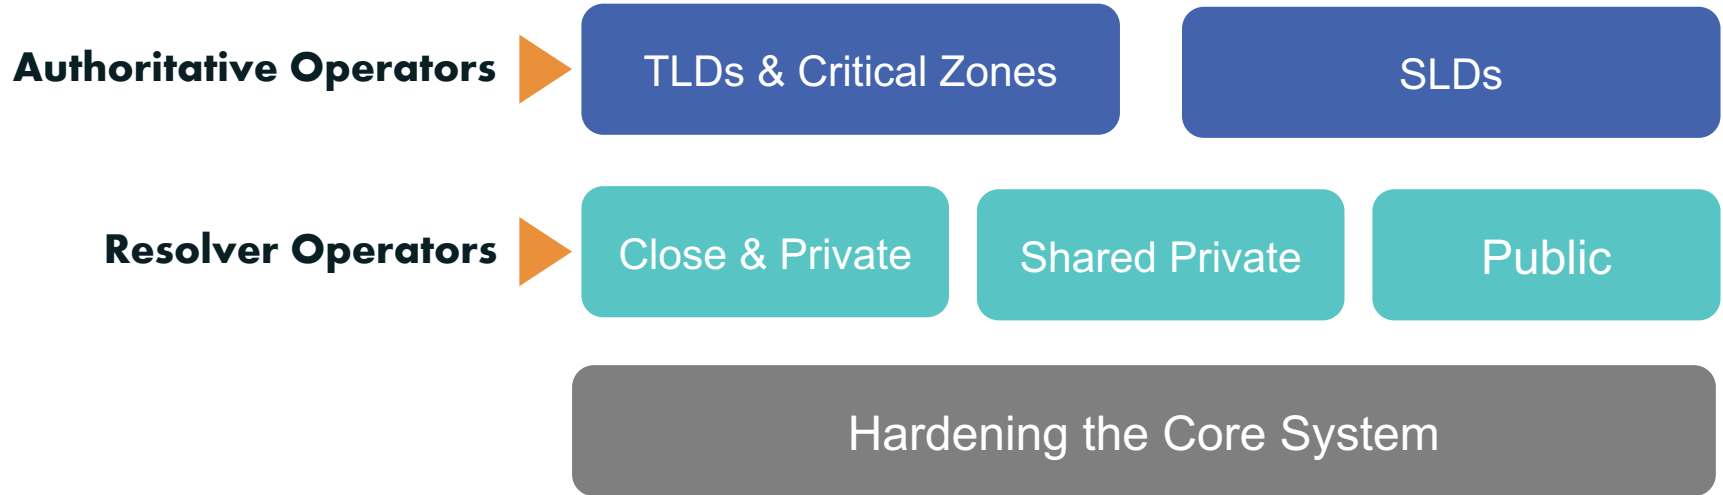 Authoritative Operators
TLDs & Critical Zones
SLDs
Resolver Operators
Close & Private
Shared Private
Public
Hardening the Core System